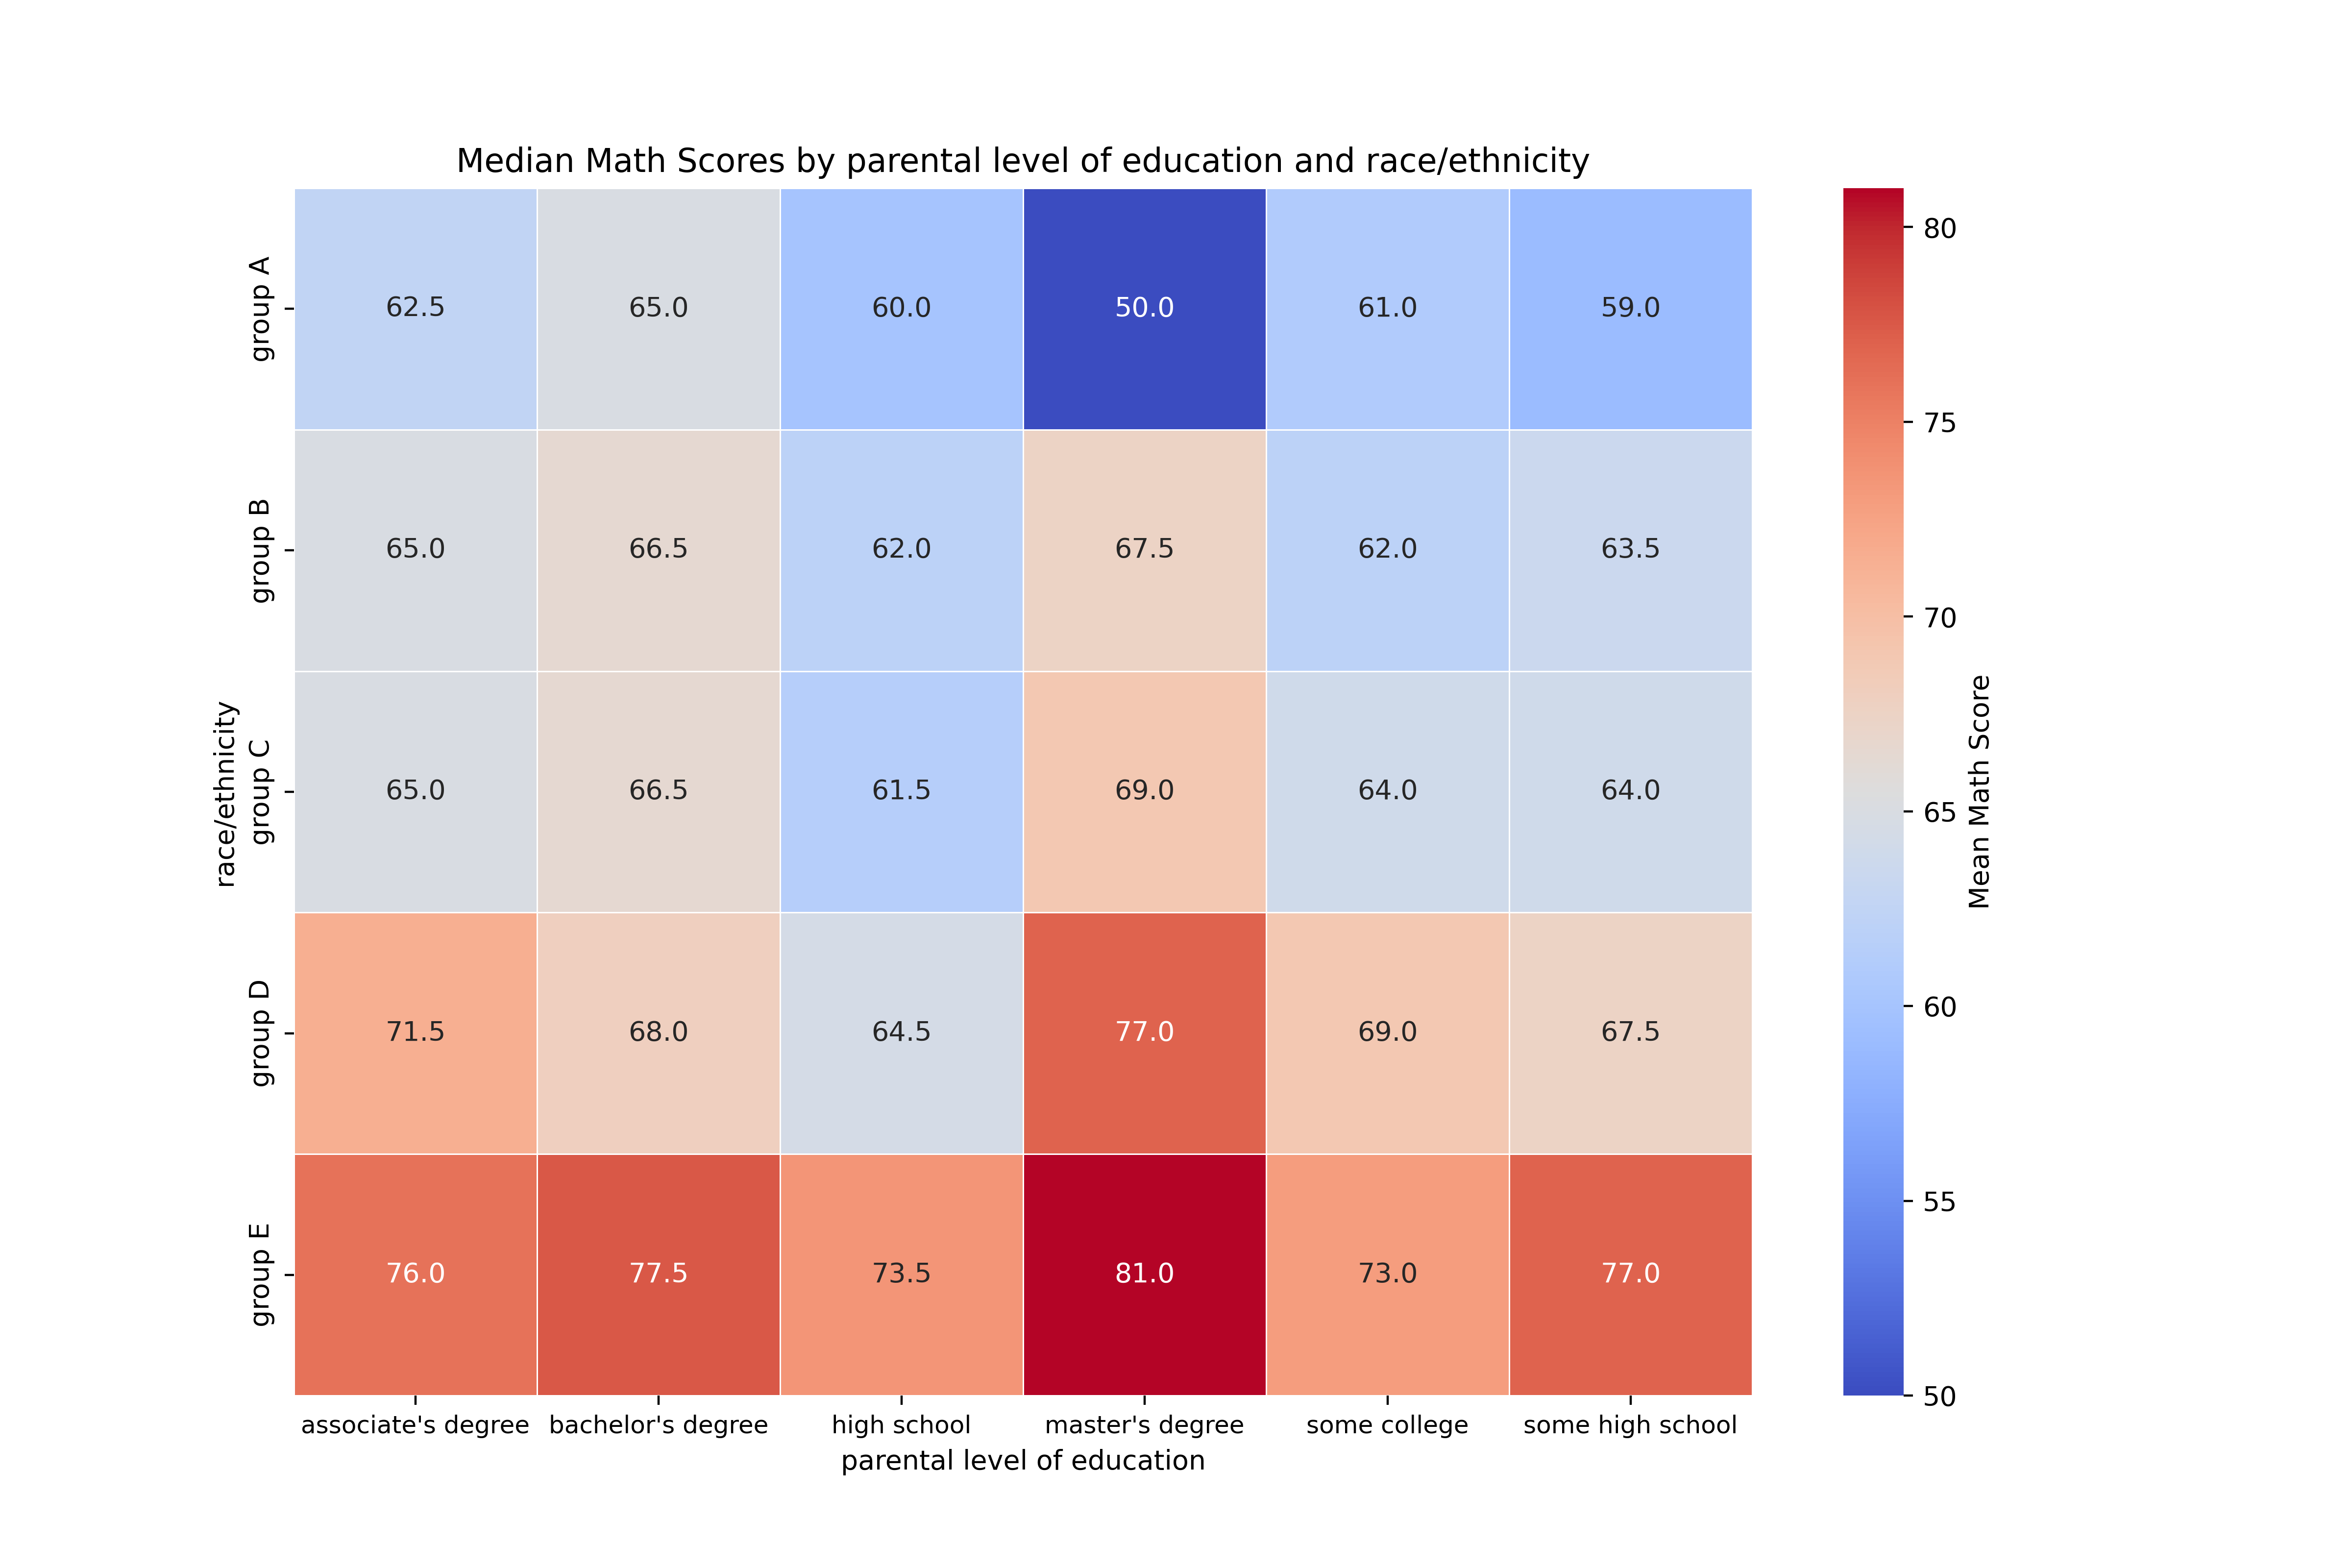 Median Math Scores by parental level of education and race/ethnicity
race/ethnicity
group A
62.5 65.0 60.0 50.0 61.0 59.0
group B
65.0 66.5 62.0 67.5 62.0 63.5
group C
65.0 66.5 61.5 69.0 64.0 64.0
group D
71.5 68.0 64.5 77.0 69.0 67.5
group E
76.0 77.5 73.5 81.0 73.0 77.0
associate's degree bachelor's degree high school master's degree some college some high school
parental level of education
80
75
70
65
60
55
50
Mean Math Score